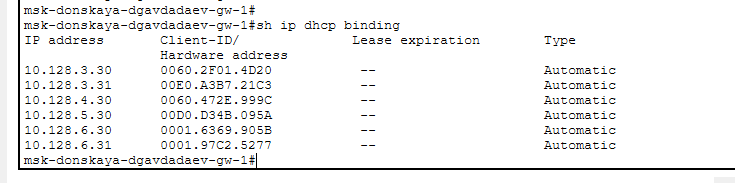 msk-donskaya-dgavdadaev-gw-1#
msk-donskaya-dgavdadaev-gw-1#sh ip dhcp binding
IP address Client-ID/ Lease expiration Type
Hardware address
10.128.3.30 0060.2F01.4D20 -- Automatic
10.128.3.31 00E0.A3B7.21C3 -- Automatic
10.128.4.30 0060.472E.999C -- Automatic
10.128.5.30 00D0.D34B.095A -- Automatic
10.128.6.30 0001.6369.905B -- Automatic
10.128.6.31 0001.97C2.5277 -- Automatic
msk-donskaya-dgavdadaev-gw-1#